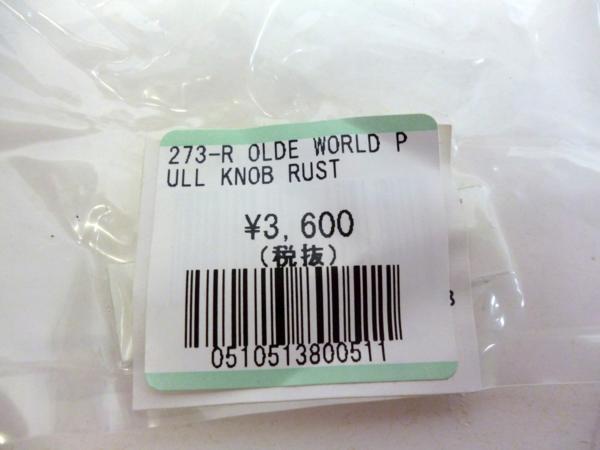 273-R OLDE WORLD P
ULL KNOB RUST
¥3,600
(税抜)
0510513800511